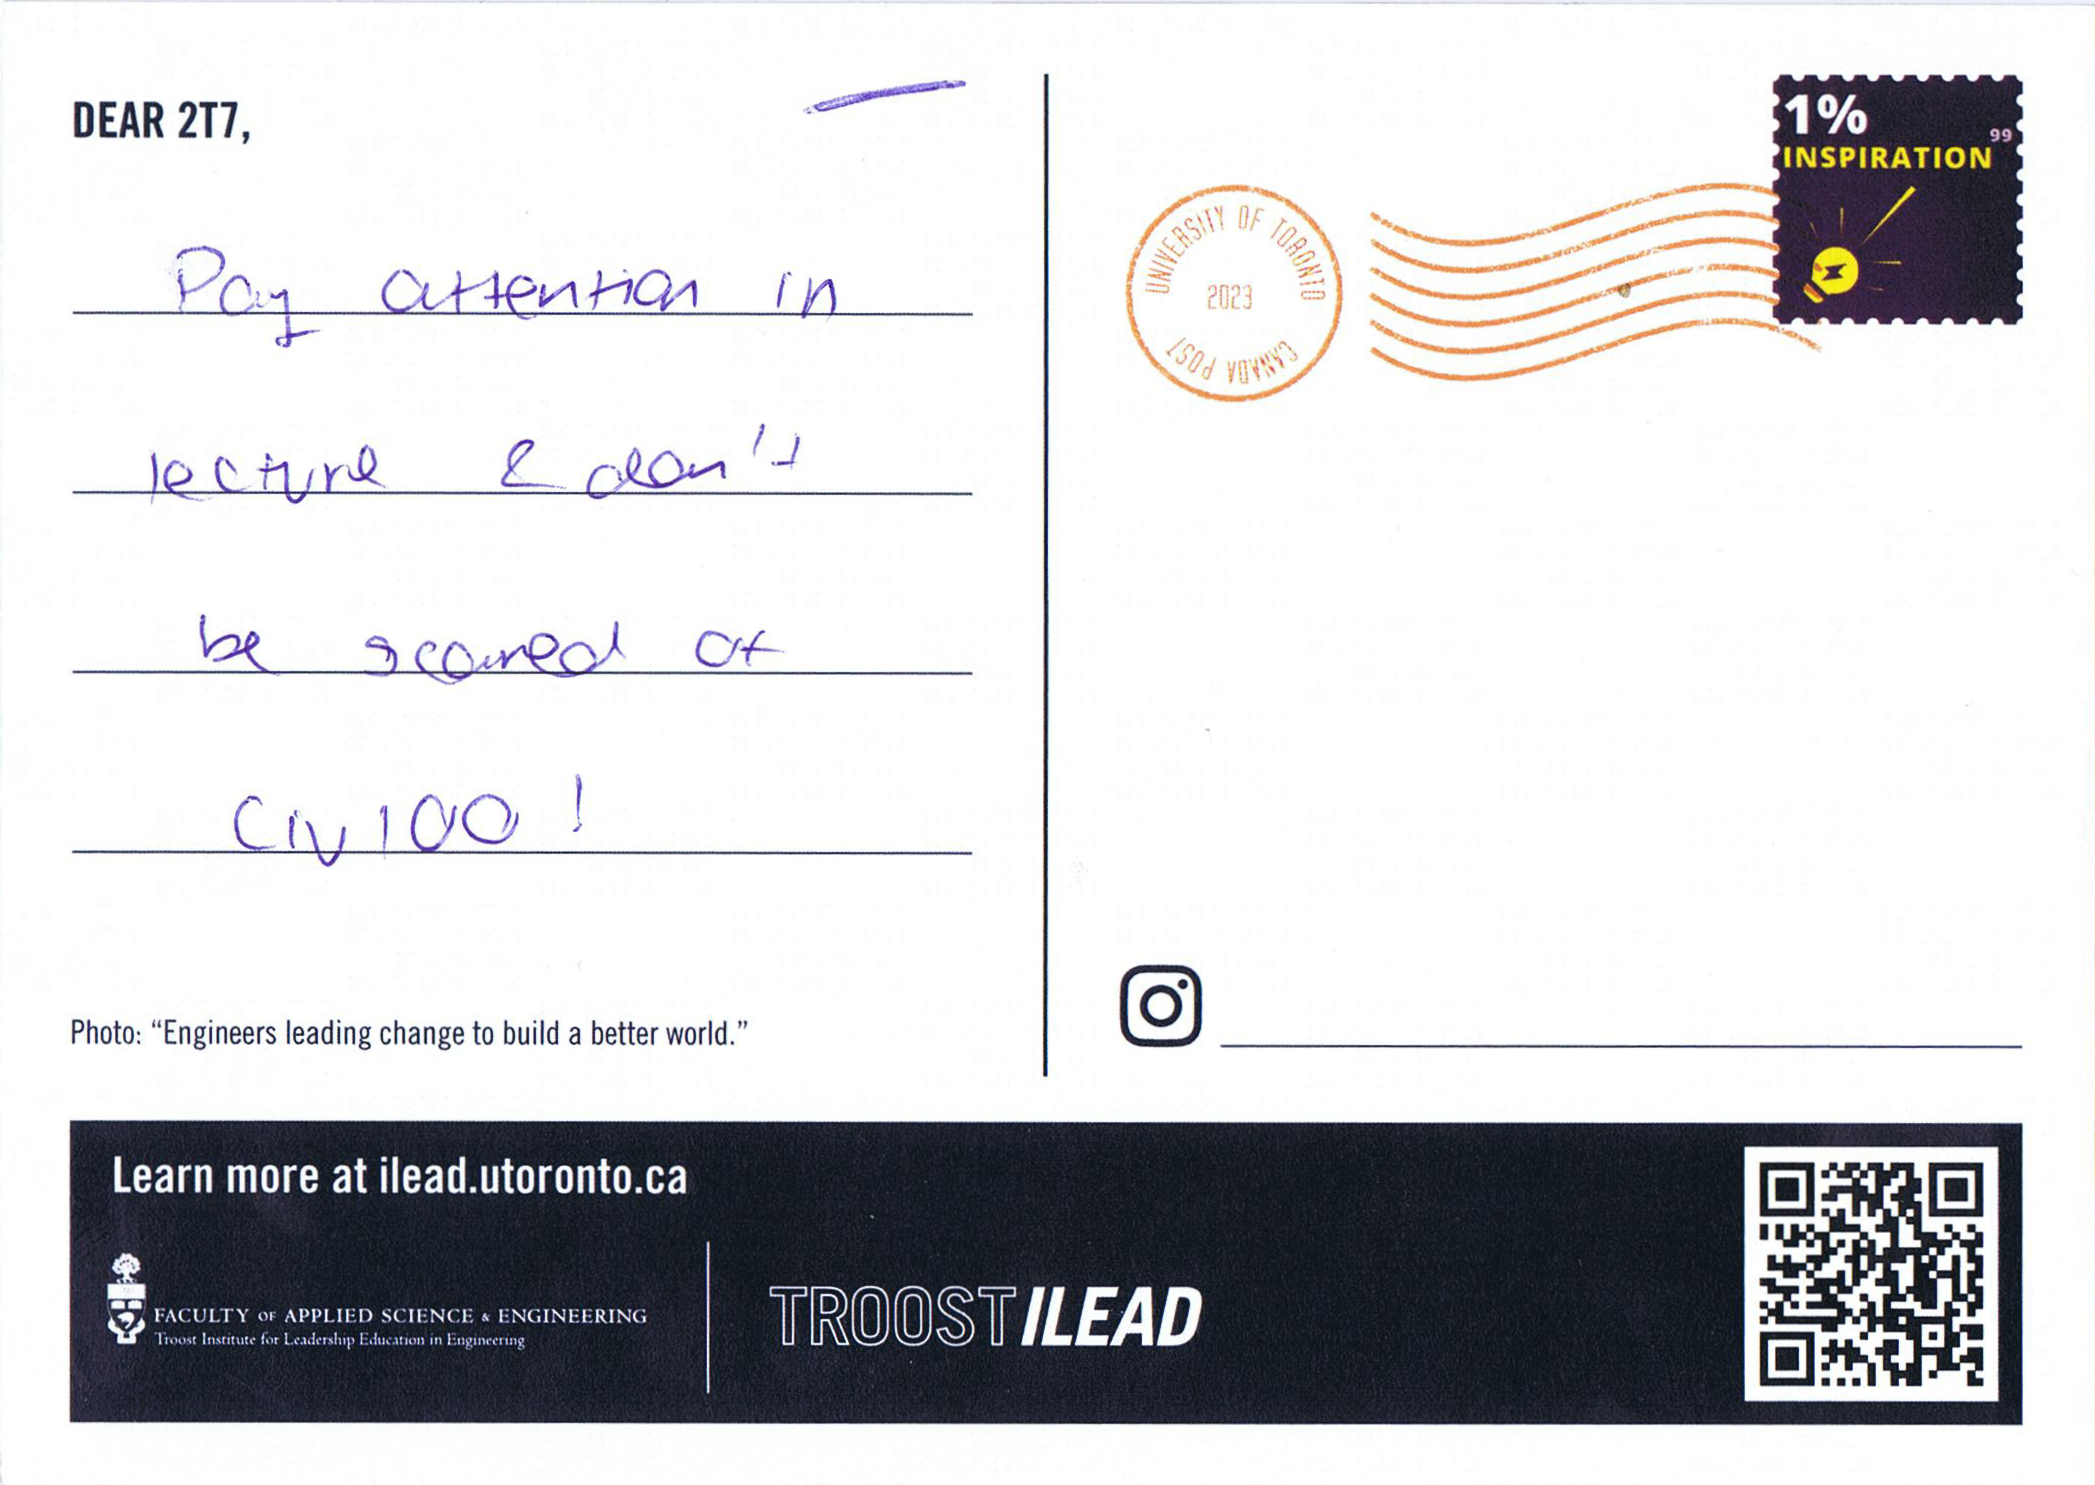 DEAR 2T7,
Pay attention in
lecture & don't
be scared of
CIV100!
Photo: “Engineers leading change to build a better world.”
UNIVERSITY OF TORONTO
2023
CANADA POST
1%
99
INSPIRATION
Learn more at ilead.utoronto.ca
FACULTY OF APPLIED SCIENCE & ENGINEERING
Troost Institute for Leadership Education in Engineering
TROOST ILEAD